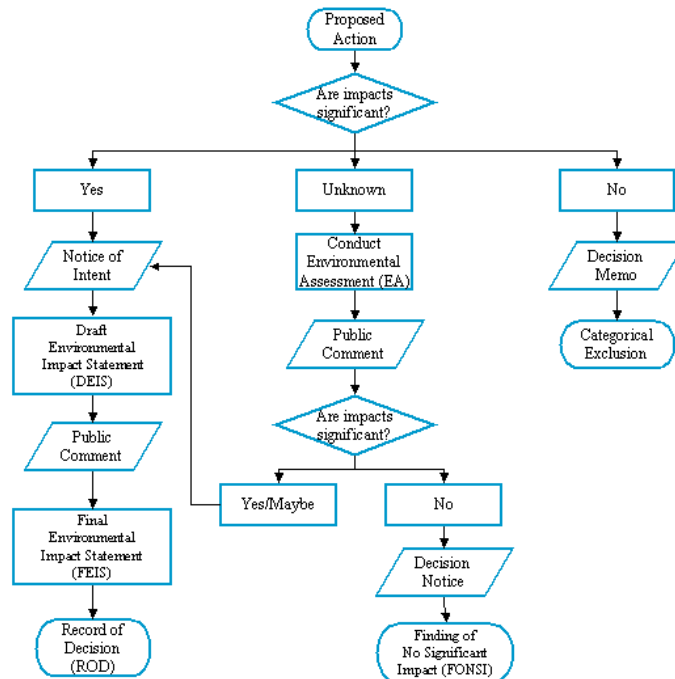 Proposed
Action
Are impacts
significant?
Yes
Unknown
No
Notice of
Intent
Conduct
Environmental
Assessment (EA)
Decision
Memo
Draft
Environmental
Impact Statement
(DEIS)
Public
Comment
Categorical
Exclusion
Public
Comment
Are impacts
significant?
Yes/Maybe
No
Final
Environmental
Impact Statement
(FEIS)
Decision
Notice
Record of
Decision
(ROD)
Finding of
No Significant
Impact (FONSI)